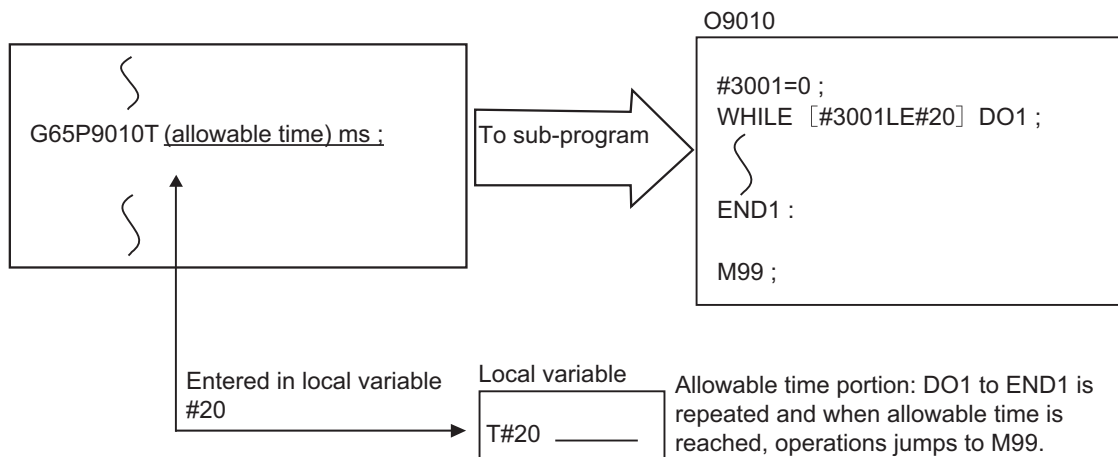 O9010
G65P9010T (allowable time) ms ;
To sub-program
#3001=0 ;
WHILE [#3001LE#20] DO1 ;
END1 :
M99 ;
Entered in local variable
#20
Local variable
T#20
Allowable time portion: DO1 to END1 is
repeated and when allowable time is
reached, operations jumps to M99.